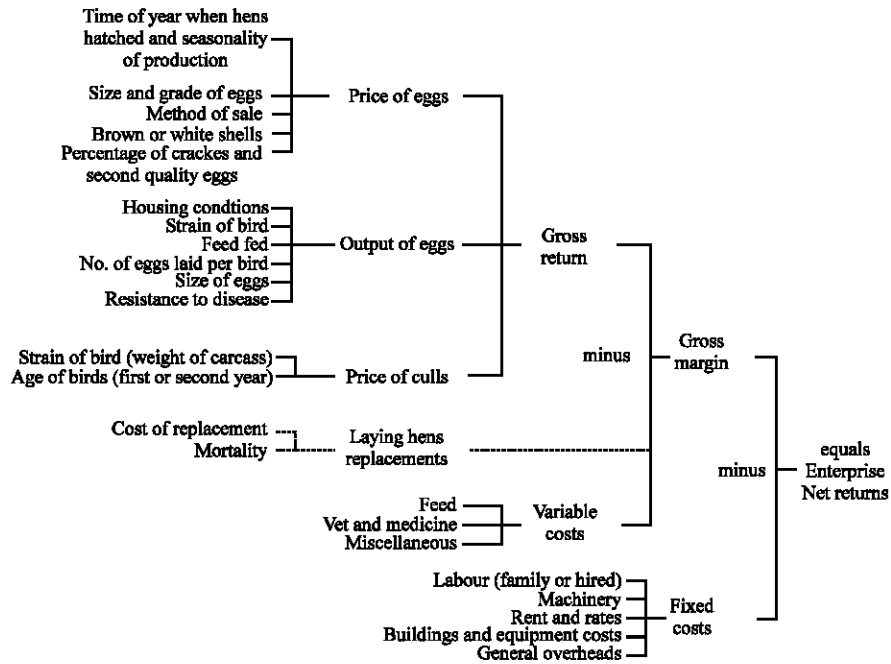 Time of year when hens
hatched and seasonality
of production
Size and grade of eggs
Method of sale
Brown or white shells
Percentage of crackes and
second quality eggs
Price of eggs
Housing condtions
Strain of bird
Feed fed
No. of eggs laid per bird
Size of eggs
Resistance to disease
Output of eggs
Gross
return
Strain of bird (weight of carcass)
Age of birds (first or second year)
Price of culls
minus
Gross
margin
Cost of replacement
Mortality
Laying hens
replacements
minus
equals
Enterprise
Net returns
Feed
Vet and medicine
Miscellaneous
Variable
costs
Labour (family or hired)
Machinery
Rent and rates
Buildings and equipment costs
General overheads
Fixed
costs